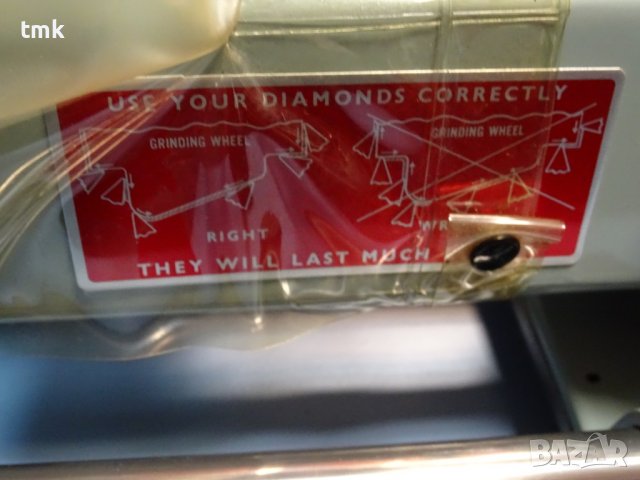 tmk
USE YOUR DIAMONDS CORRECTLY
GRINDING WHEEL
GRINDING WHEEL
RIGHT
THEY WILL LAST MUCH
BAZAR